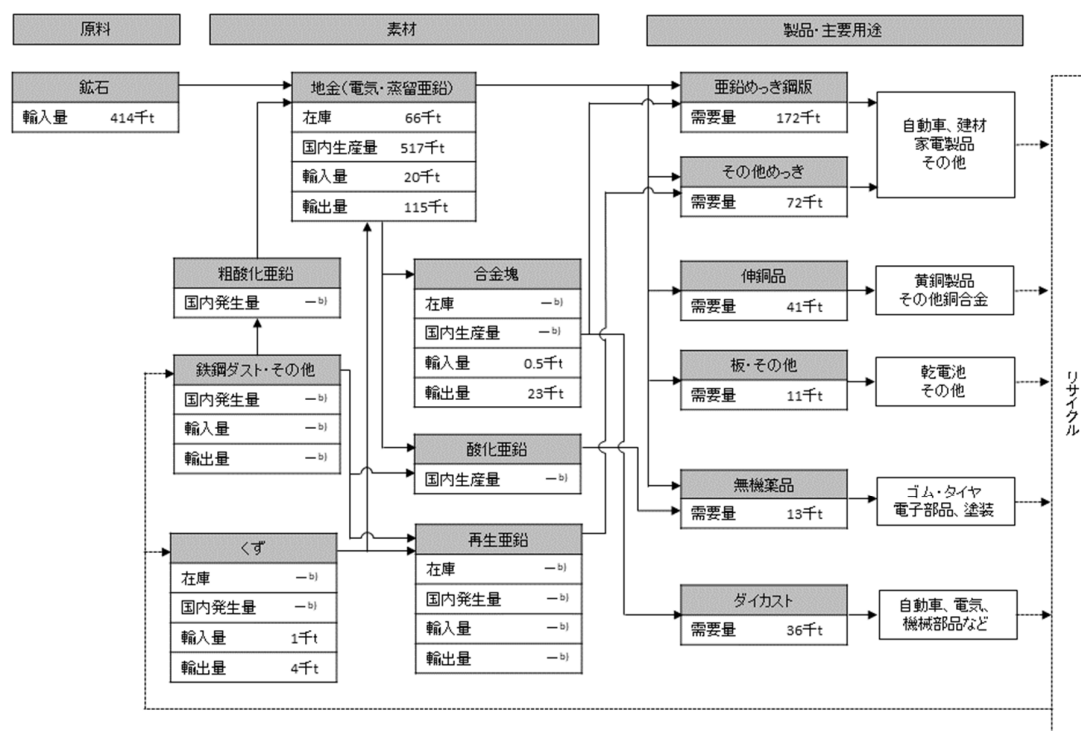 原料
素材
製品・主要用途
鉱石
輸入量 414千t
地金(電気・蒸留亜鉛)
在庫 66千t
国内生産量 517千t
輸入量 20千t
輸出量 115千t
粗酸化亜鉛
国内発生量 ―b)
鉄鋼ダスト・その他
国内発生量 ―b)
輸入量 ―b)
輸出量 ―b)
くず
在庫 ―b)
国内発生量 ―b)
輸入量 1千t
輸出量 4千t
合金塊
在庫 ―b)
国内生産量 ―b)
輸入量 0.5千t
輸出量 23千t
酸化亜鉛
国内生産量 ―b)
再生亜鉛
在庫 ―b)
国内発生量 ―b)
輸入量 ―b)
輸出量 ―b)
亜鉛めっき鋼版
需要量 172千t
その他めっき
需要量 72千t
伸銅品
需要量 41千t
板・その他
需要量 11千t
無機薬品
需要量 13千t
ダイカスト
需要量 36千t
自動車、建材
家電製品
その他
黄銅製品
その他銅合金
乾電池
その他
ゴム・タイヤ
電子部品、塗装
自動車、電気、
機械部品など
リサイクル